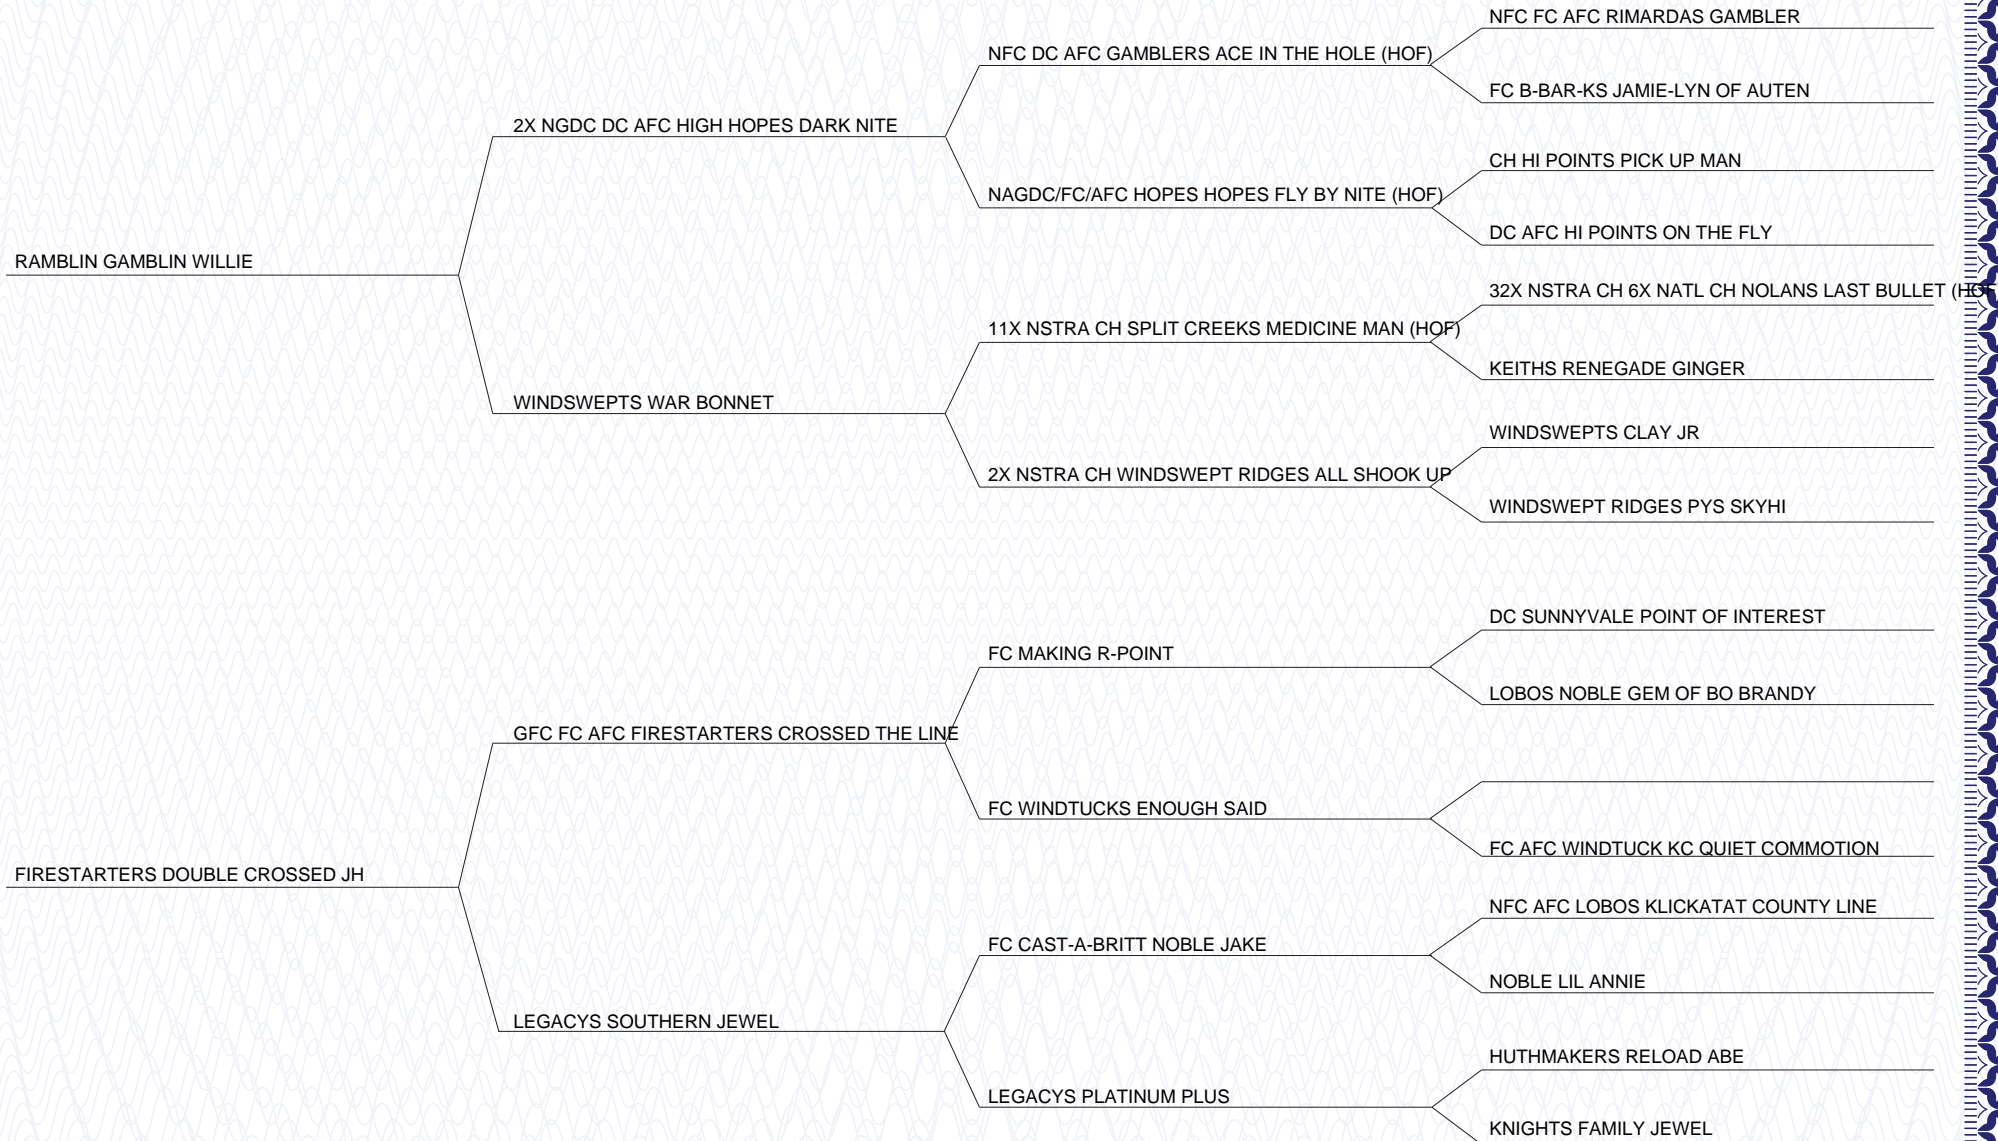 NFC FC AFC RIMARDAS GAMBLER
NFC DC AFC GAMBLERS ACE IN THE HOLE (HOF)
FC B-BAR-KS JAMIE-LYN OF AUTEN
2X NGDC DC AFC HIGH HOPES DARK NITE
CH HI POINTS PICK UP MAN
NAGDC/FC/AFC HOPES HOPES FLY BY NITE (HOF)
DC AFC HI POINTS ON THE FLY
RAMBLIN GAMBLIN WILLIE
32X NSTRA CH 6X NATL CH NOLANS LAST BULLET (HOF
11X NSTRA CH SPLIT CREEKS MEDICINE MAN (HOF)
KEITHS RENEGADE GINGER
WINDSWEPTS WAR BONNET
WINDSWEPTS CLAY JR
2X NSTRA CH WINDSWEPT RIDGES ALL SHOOK UP
WINDSWEPT RIDGES PYS SKYHI
DC SUNNYVALE POINT OF INTEREST
FC MAKING R-POINT
LOBOS NOBLE GEM OF BO BRANDY
GFC FC AFC FIRESTARTERS CROSSED THE LINE
FC WINDTUCKS ENOUGH SAID
FC AFC WINDTUCK KC QUIET COMMOTION
FIRESTARTERS DOUBLE CROSSED JH
NFC AFC LOBOS KLICKATAT COUNTY LINE
FC CAST-A-BRITT NOBLE JAKE
NOBLE LIL ANNIE
LEGACYS SOUTHERN JEWEL
HUTHMAKERS RELOAD ABE
LEGACYS PLATINUM PLUS
KNIGHTS FAMILY JEWEL